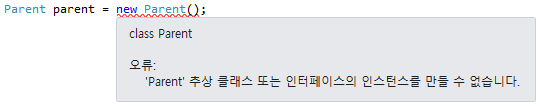 Parent parent = new Parent();
class Parent
오류:
'Parent' 추상 클래스 또는 인터페이스의 인스턴스를 만들 수 없습니다.